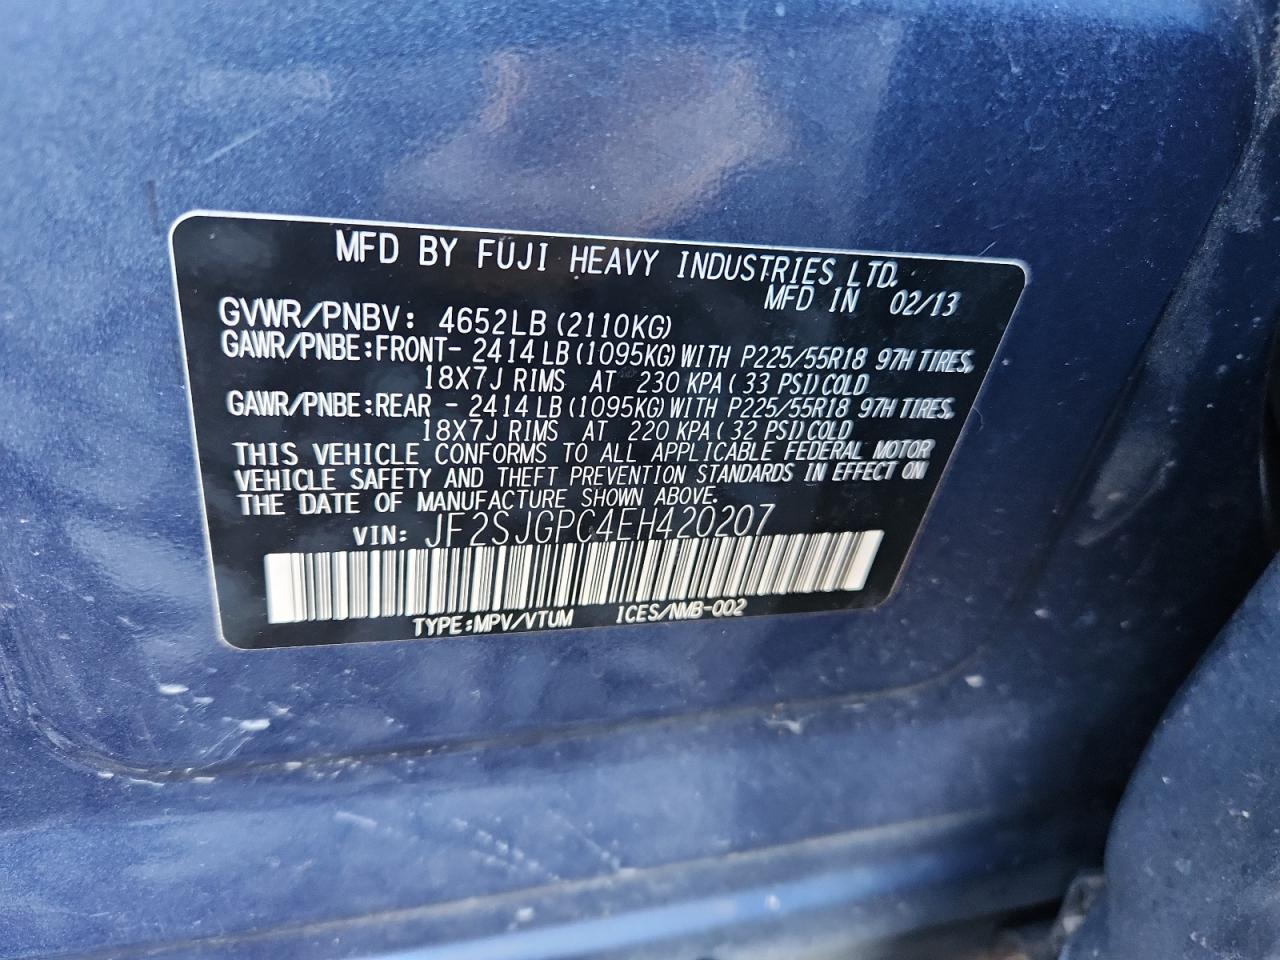 MFD BY FUJI HEAVY INDUSTRIES LTD.
MFD IN 02/13
GVWR/PNBV: 4652LB (2110KG)
GAWR/PNBE:FRONT- 2414 LB (1095KG) WITH P225/55R18 97H TIRES,
18X7J RIMS AT 230 KPA ( 33 PSI) COLD
GAWR/PNBE:REAR - 2414 LB (1095KG) WITH P225/55R18 97H TIRES,
18X7J RIMS AT 220 KPA ( 32 PSI) COLD
THIS VEHICLE CONFORMS TO ALL APPLICABLE FEDERAL MOTOR
VEHICLE SAFETY AND THEFT PREVENTION STANDARDS IN EFFECT ON
THE DATE OF MANUFACTURE SHOWN ABOVE.
VIN: JF2SJGPC4EH420207
TYPE:MPV/VTUM ICES/NMB-002